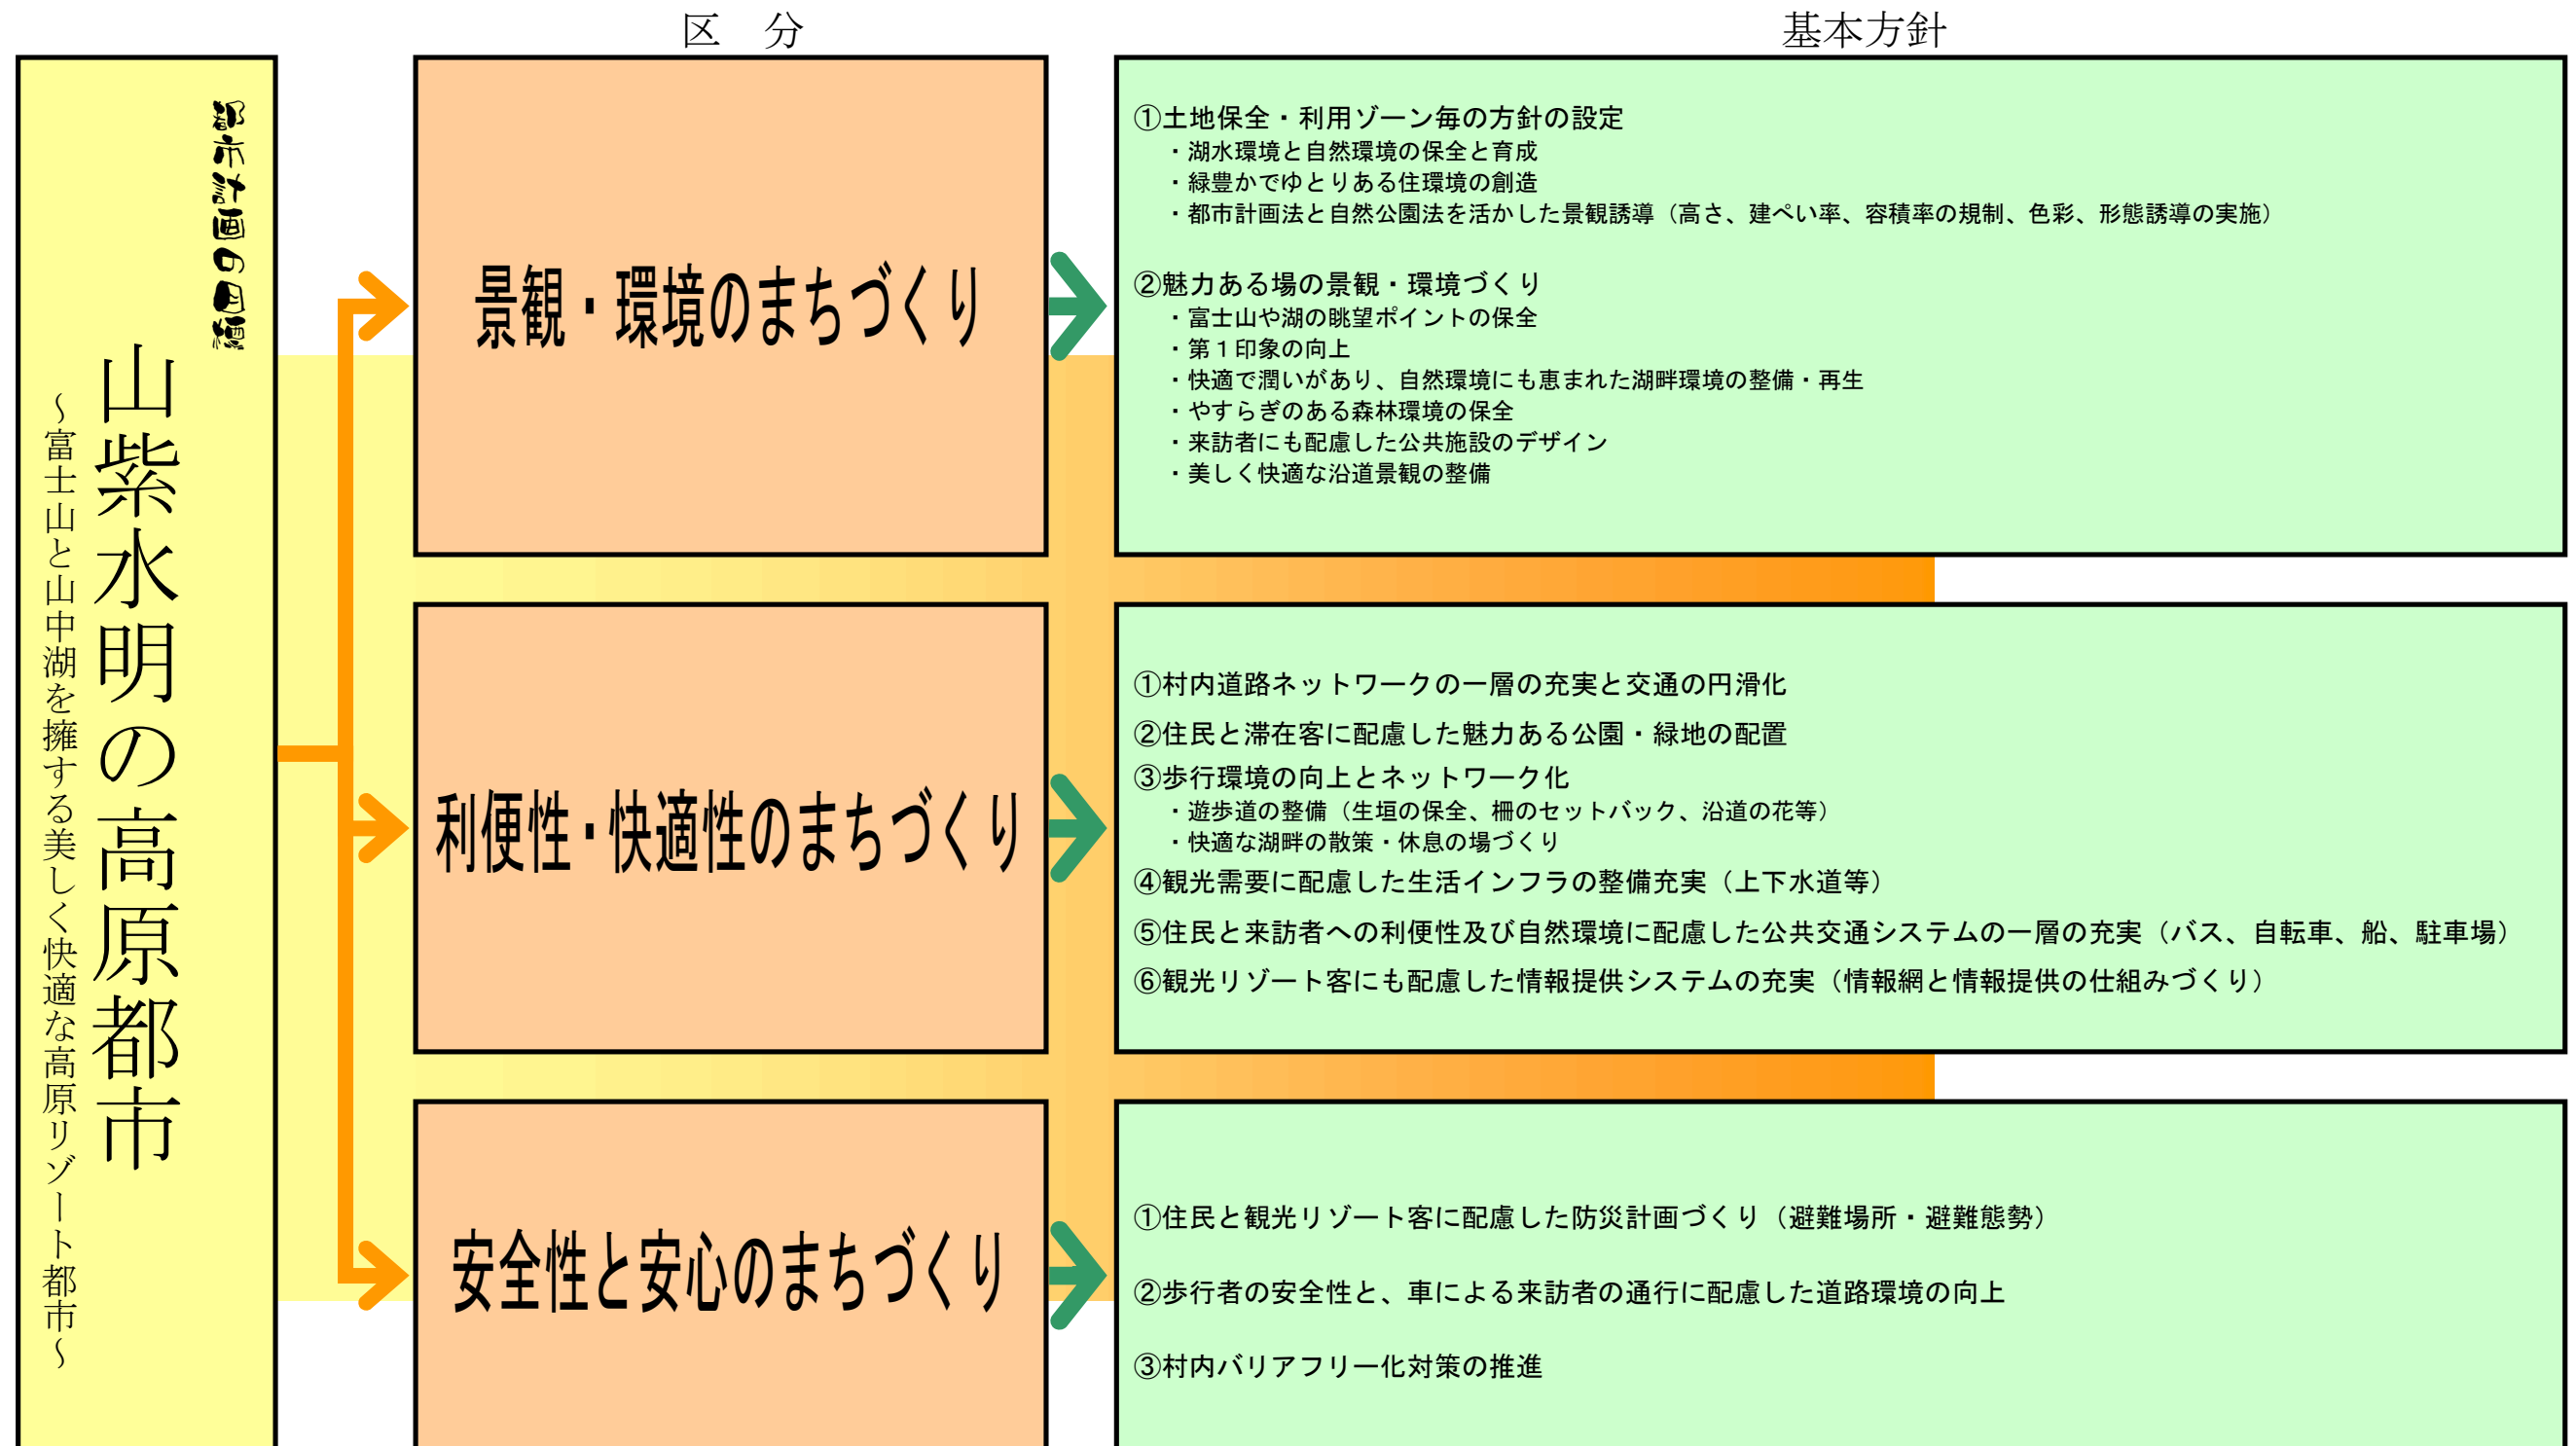 区　分
基本方針
都市計画の目標
山紫水明の高原都市
～富士山と山中湖を擁する美しく快適な高原リゾート都市～
景観・環境のまちづくり
①土地保全・利用ゾーン毎の方針の設定
・湖水環境と自然環境の保全と育成
・緑豊かでゆとりある住環境の創造
・都市計画法と自然公園法を活かした景観誘導（高さ、建ぺい率、容積率の規制、色彩、形態誘導の実施）
②魅力ある場の景観・環境づくり
・富士山や湖の眺望ポイントの保全
・第１印象の向上
・快適で潤いがあり、自然環境にも恵まれた湖畔環境の整備・再生
・やすらぎのある森林環境の保全
・来訪者にも配慮した公共施設のデザイン
・美しく快適な沿道景観の整備
利便性・快適性のまちづくり
①村内道路ネットワークの一層の充実と交通の円滑化
②住民と滞在客に配慮した魅力ある公園・緑地の配置
③歩行環境の向上とネットワーク化
・遊歩道の整備（生垣の保全、柵のセットバック、沿道の花等）
・快適な湖畔の散策・休息の場づくり
④観光需要に配慮した生活インフラの整備充実（上下水道等）
⑤住民と来訪者への利便性及び自然環境に配慮した公共交通システムの一層の充実（バス、自転車、船、駐車場）
⑥観光リゾート客にも配慮した情報提供システムの充実（情報網と情報提供の仕組みづくり）
安全性と安心のまちづくり
①住民と観光リゾート客に配慮した防災計画づくり（避難場所・避難態勢）
②歩行者の安全性と、車による来訪者の通行に配慮した道路環境の向上
③村内バリアフリー化対策の推進